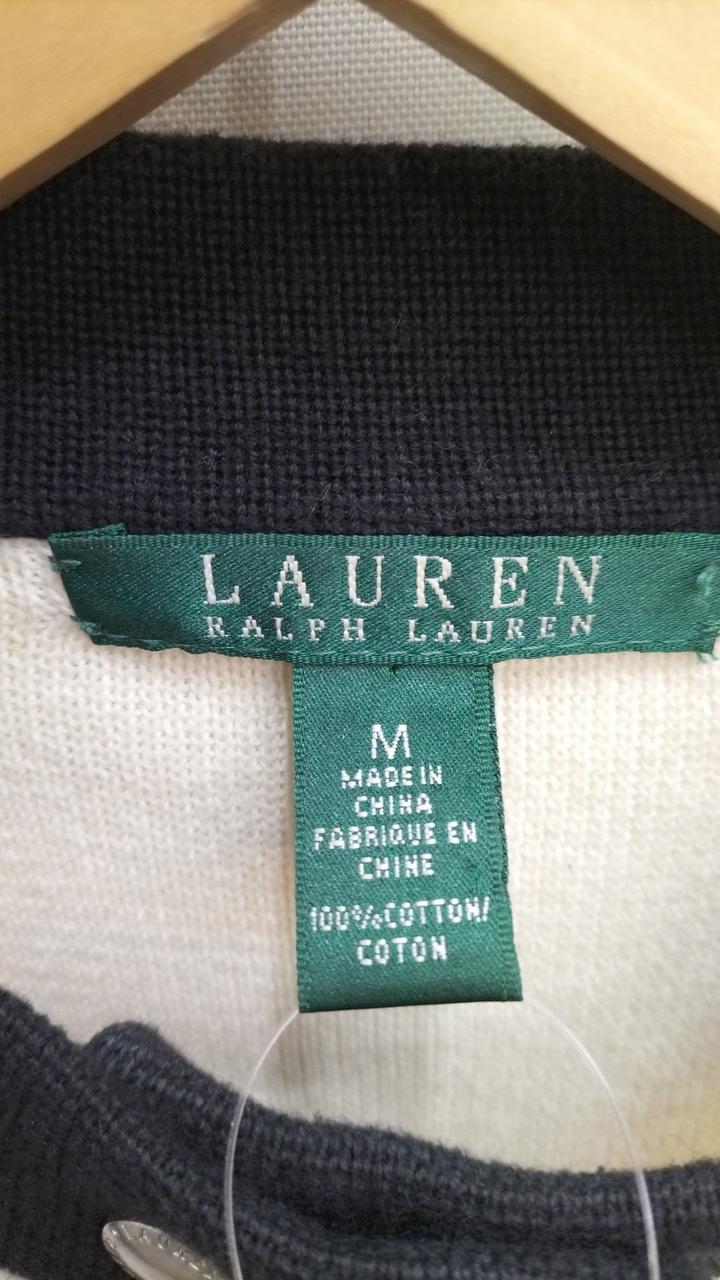 LAUREN
RALPH LAUREN
M
MADE IN
CHINA
FABRIQUE EN
CHINE
100%COTTON/
COTON